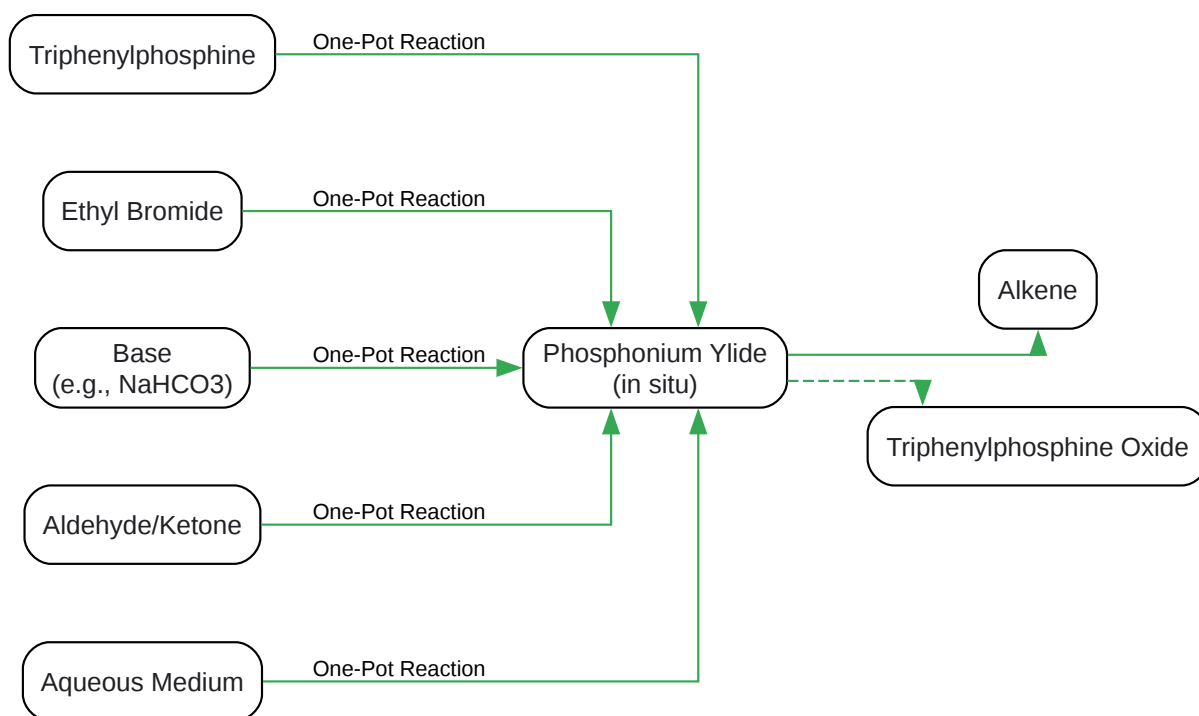 Triphenylphosphine
One-Pot Reaction
Ethyl Bromide
One-Pot Reaction
Base
(e.g., NaHCO3)
One-Pot Reaction
Aldehyde/Ketone
One-Pot Reaction
Aqueous Medium
One-Pot Reaction
Phosphonium Ylide
(in situ)
Alkene
Triphenylphosphine Oxide